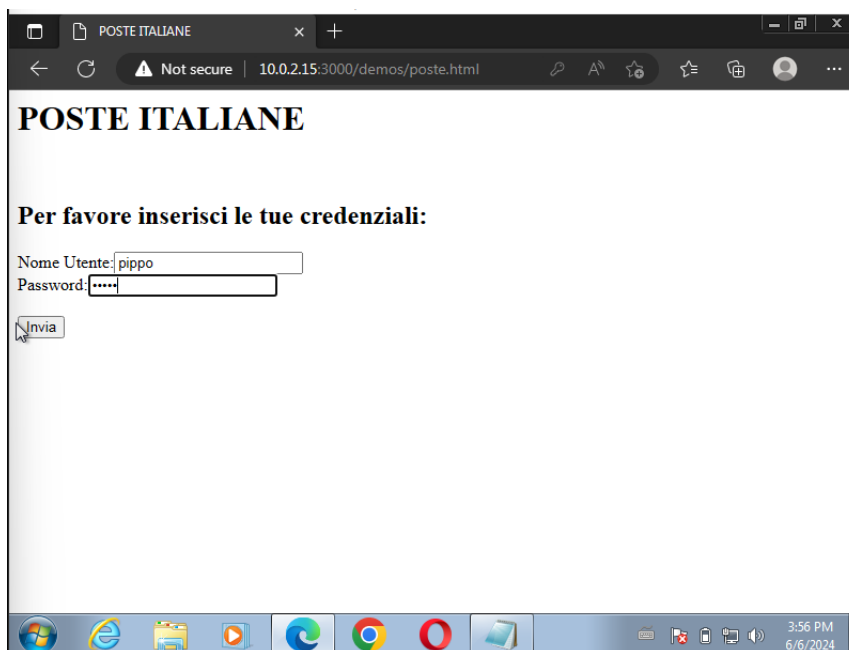 POSTE ITALIANE
Not secure 10.0.2.15:3000/demos/poste.html
POSTE ITALIANE
Per favore inserisci le tue credenziali:
Nome Utente: pippo
Password: •••••
Invia
3:56 PM
6/6/2024